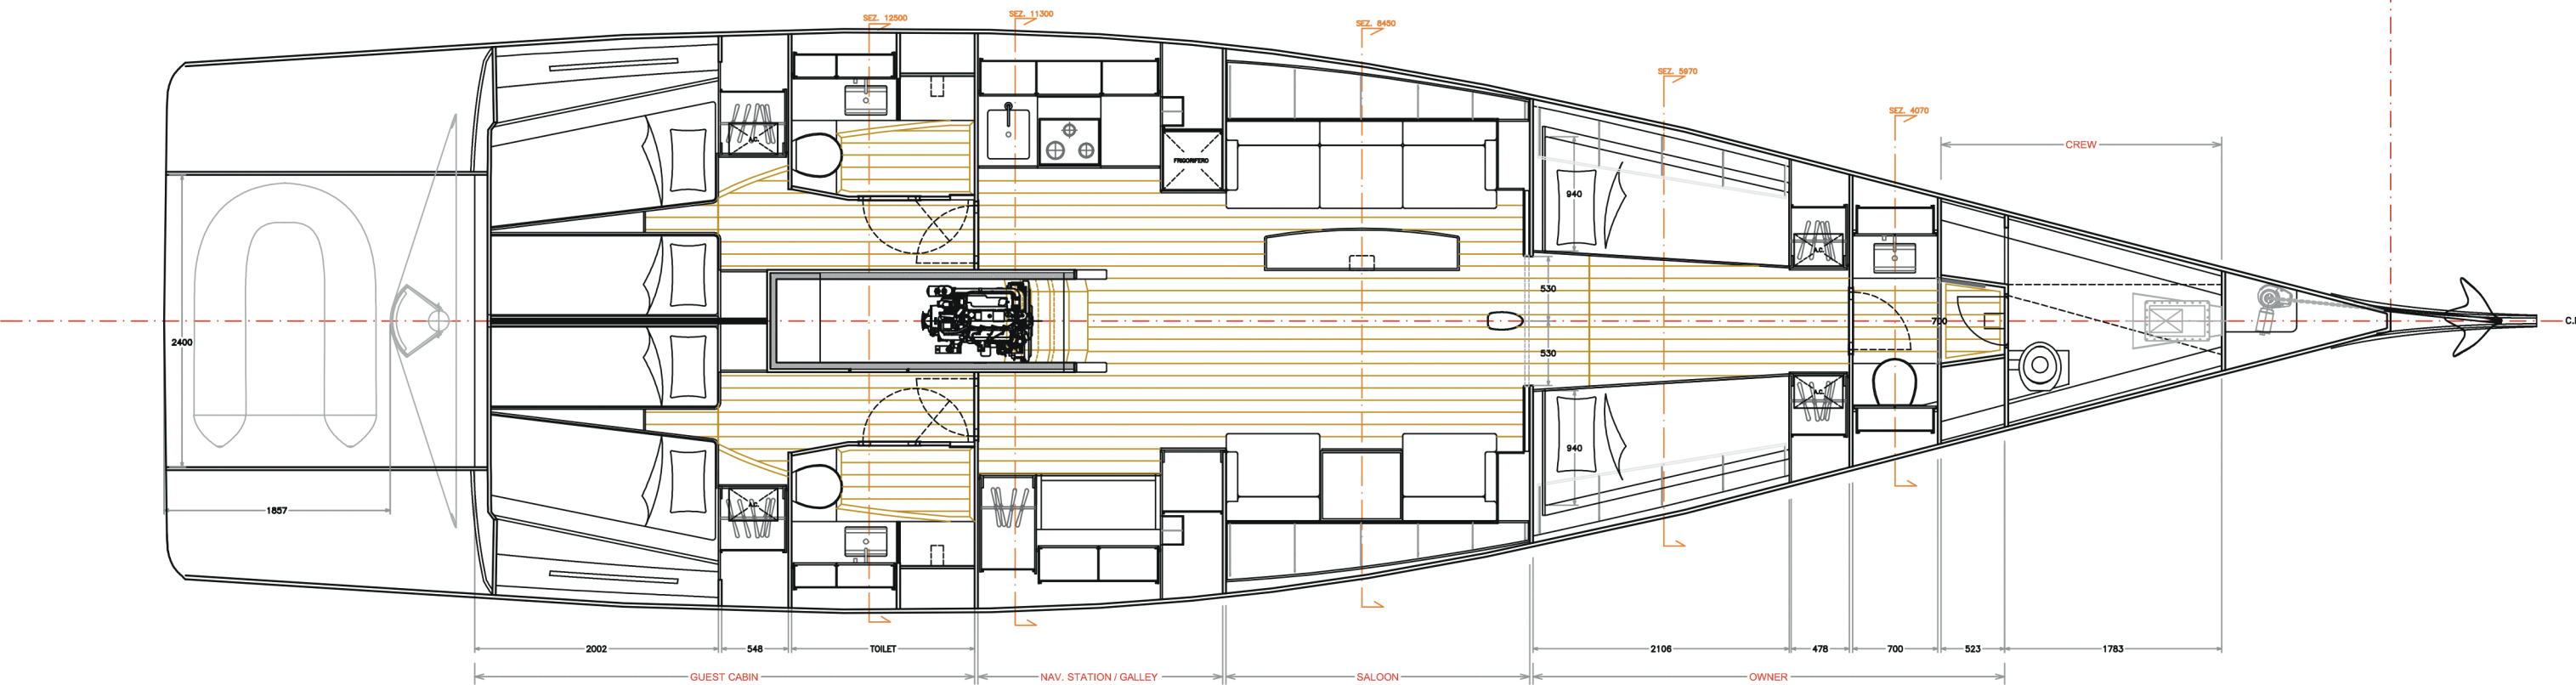 SEZ. 12500
SEZ. 11300
SEZ. 8450
SEZ. 5970
SEZ. 4070
CREW
A.C.
FRIGORIFERO
940
A.C.
530
700
C.I
2400
530
A.C.
940
1857
A.C.
2002
548
TOILET
2106
478
700
523
1783
GUEST CABIN
NAV. STATION / GALLEY
SALOON
OWNER